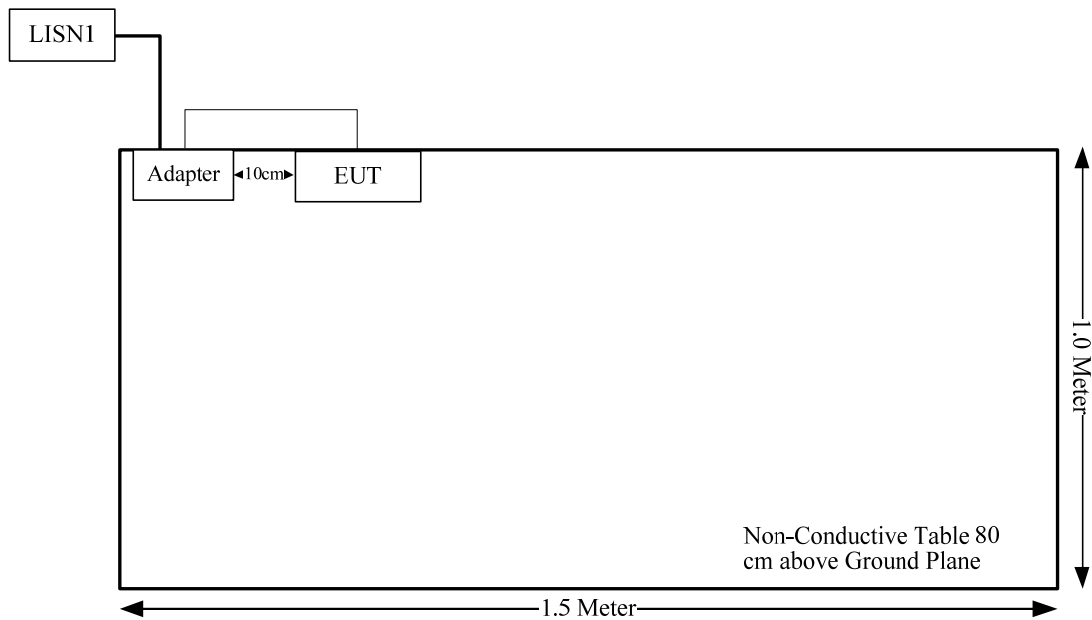 LISN1
Adapter
10cm
EUT
1.0 Meter
Non-Conductive Table 80
cm above Ground Plane
1.5 Meter